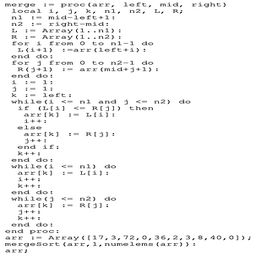 merge := proc(arr, left, mid, right)
local i, j, k, n1, n2, L, R;
n1 := mid-left+1:
n2 := right-mid:
L := Array(1..n1):
R := Array(1..n2):
for i from 0 to n1-1 do
L(i+1) :=arr(left+i):
end do:
for j from 0 to n2-1 do
R(j+1) := arr(mid+j+1):
end do:
i := 1:
j := 1:
k := left:
while(i <= n1 and j <= n2) do
if (L[i] <= R[j]) then
arr[k] := L[i]:
i++:
else
arr[k] := R[j]:
j++:
end if:
k++:
end do:
while(i <= n1) do
arr[k] := L[i]:
i++:
k++:
end do:
while(j <= n2) do
arr[k] := R[j]:
j++:
k++:
end do:
end proc:
arr := Array([17,3,72,0,36,2,3,8,40,0]);
mergeSort(arr,1,numelems(arr)):
arr;